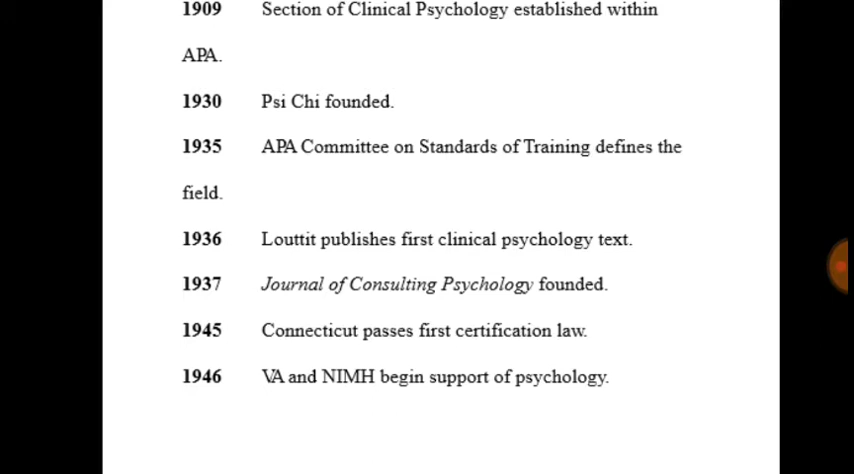 1909 Section of Clinical Psychology established within
APA.
1930 Psi Chi founded.
1935 APA Committee on Standards of Training defines the
field.
1936 Louttit publishes first clinical psychology text.
1937 Journal of Consulting Psychology founded.
1945 Connecticut passes first certification law.
1946 VA and NIMH begin support of psychology.